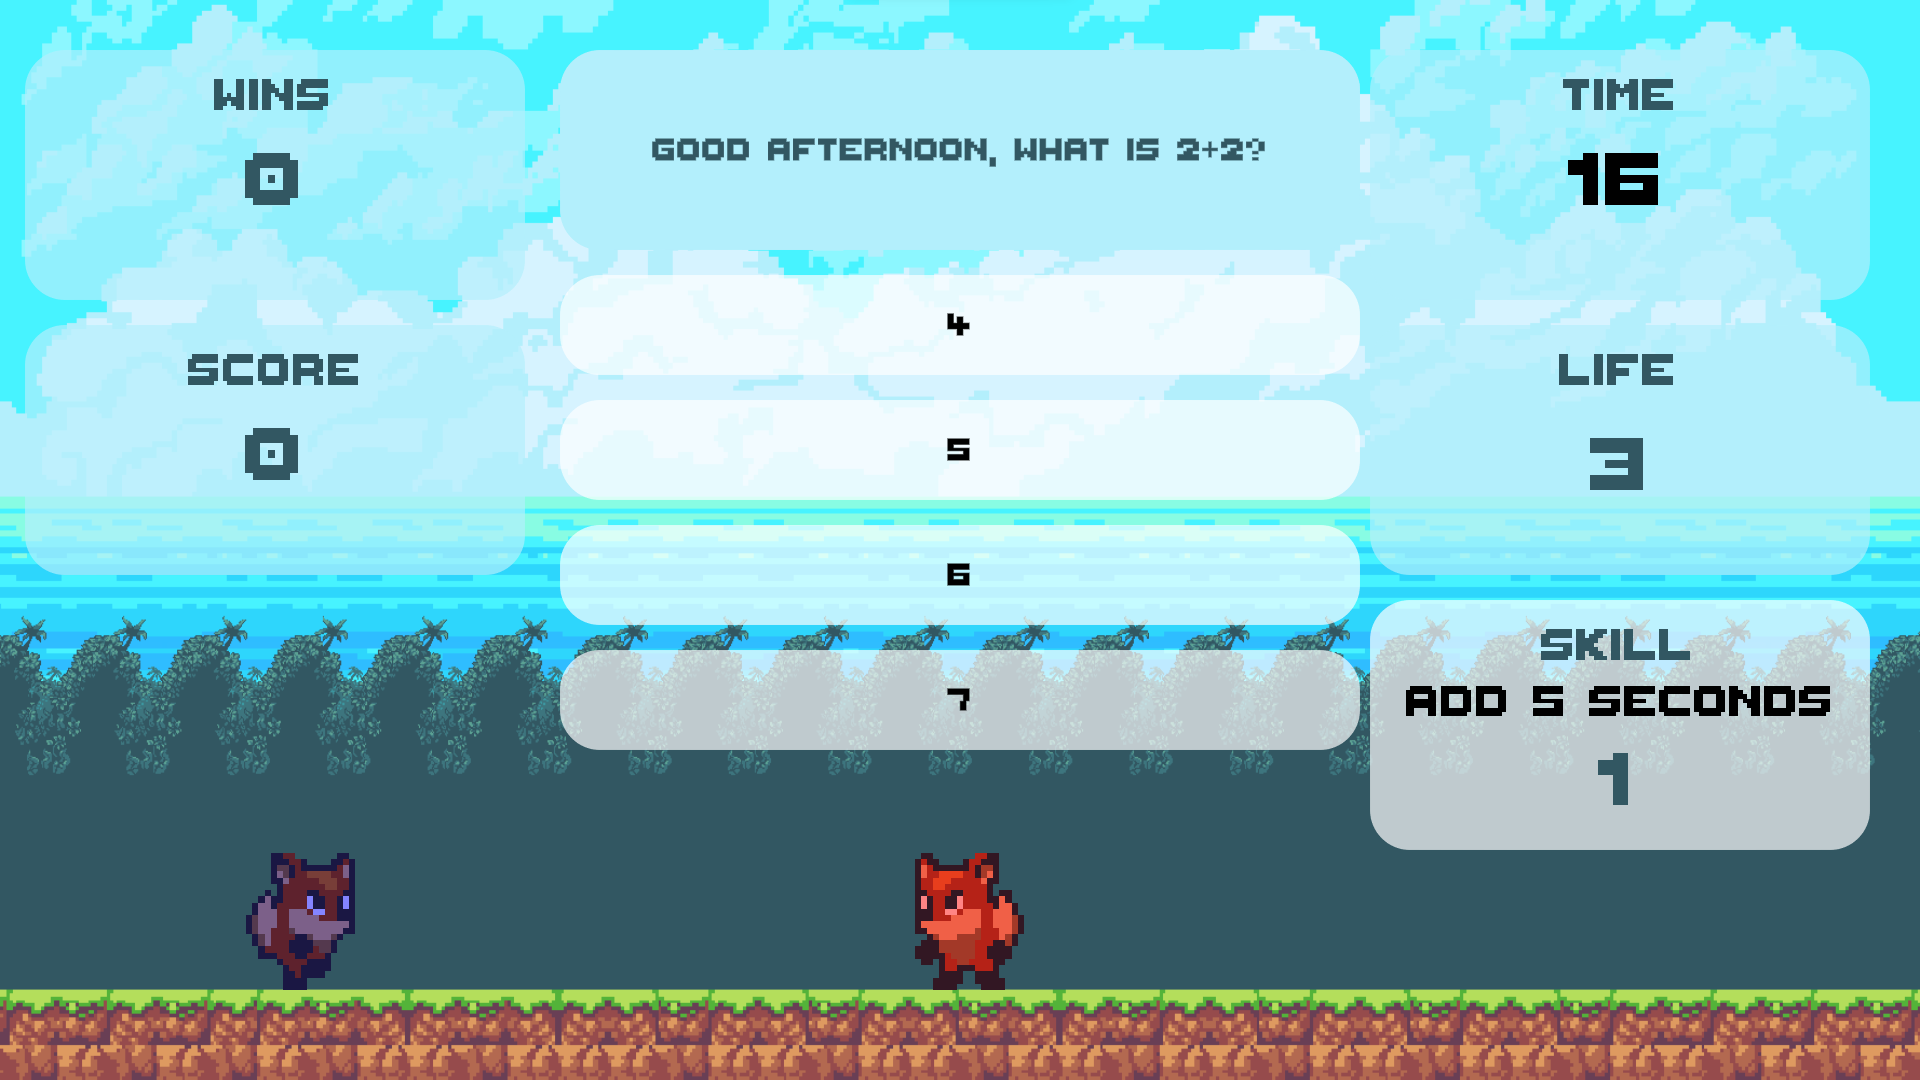 WINS
0
SCORE
0
GOOD AFTERNOON, WHAT IS 2+2?
4
5
6
7
TIME
16
LIFE
3
SKILL
ADD 5 SECONDS
1